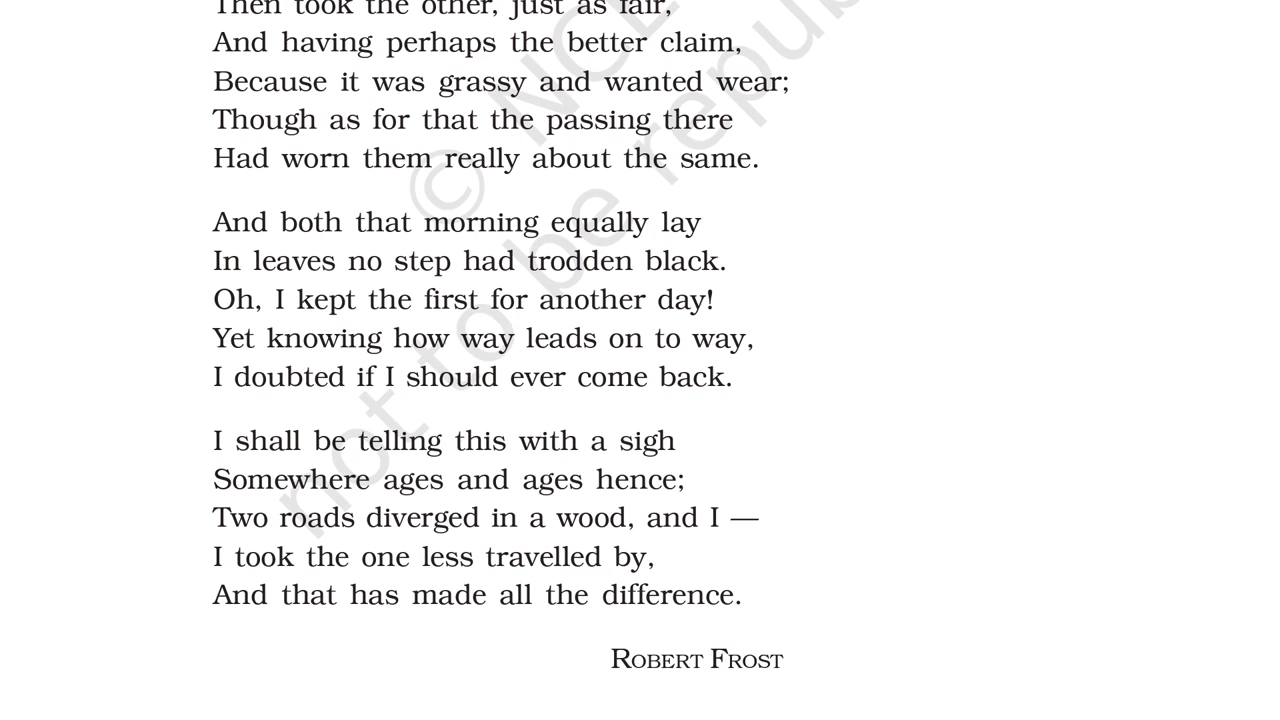 Then took the other, just as fair,
And having perhaps the better claim,
Because it was grassy and wanted wear;
Though as for that the passing there
Had worn them really about the same.
And both that morning equally lay
In leaves no step had trodden black.
Oh, I kept the first for another day!
Yet knowing how way leads on to way,
I doubted if I should ever come back.
I shall be telling this with a sigh
Somewhere ages and ages hence;
Two roads diverged in a wood, and I —
I took the one less travelled by,
And that has made all the difference.
ROBERT FROST
©
not to be